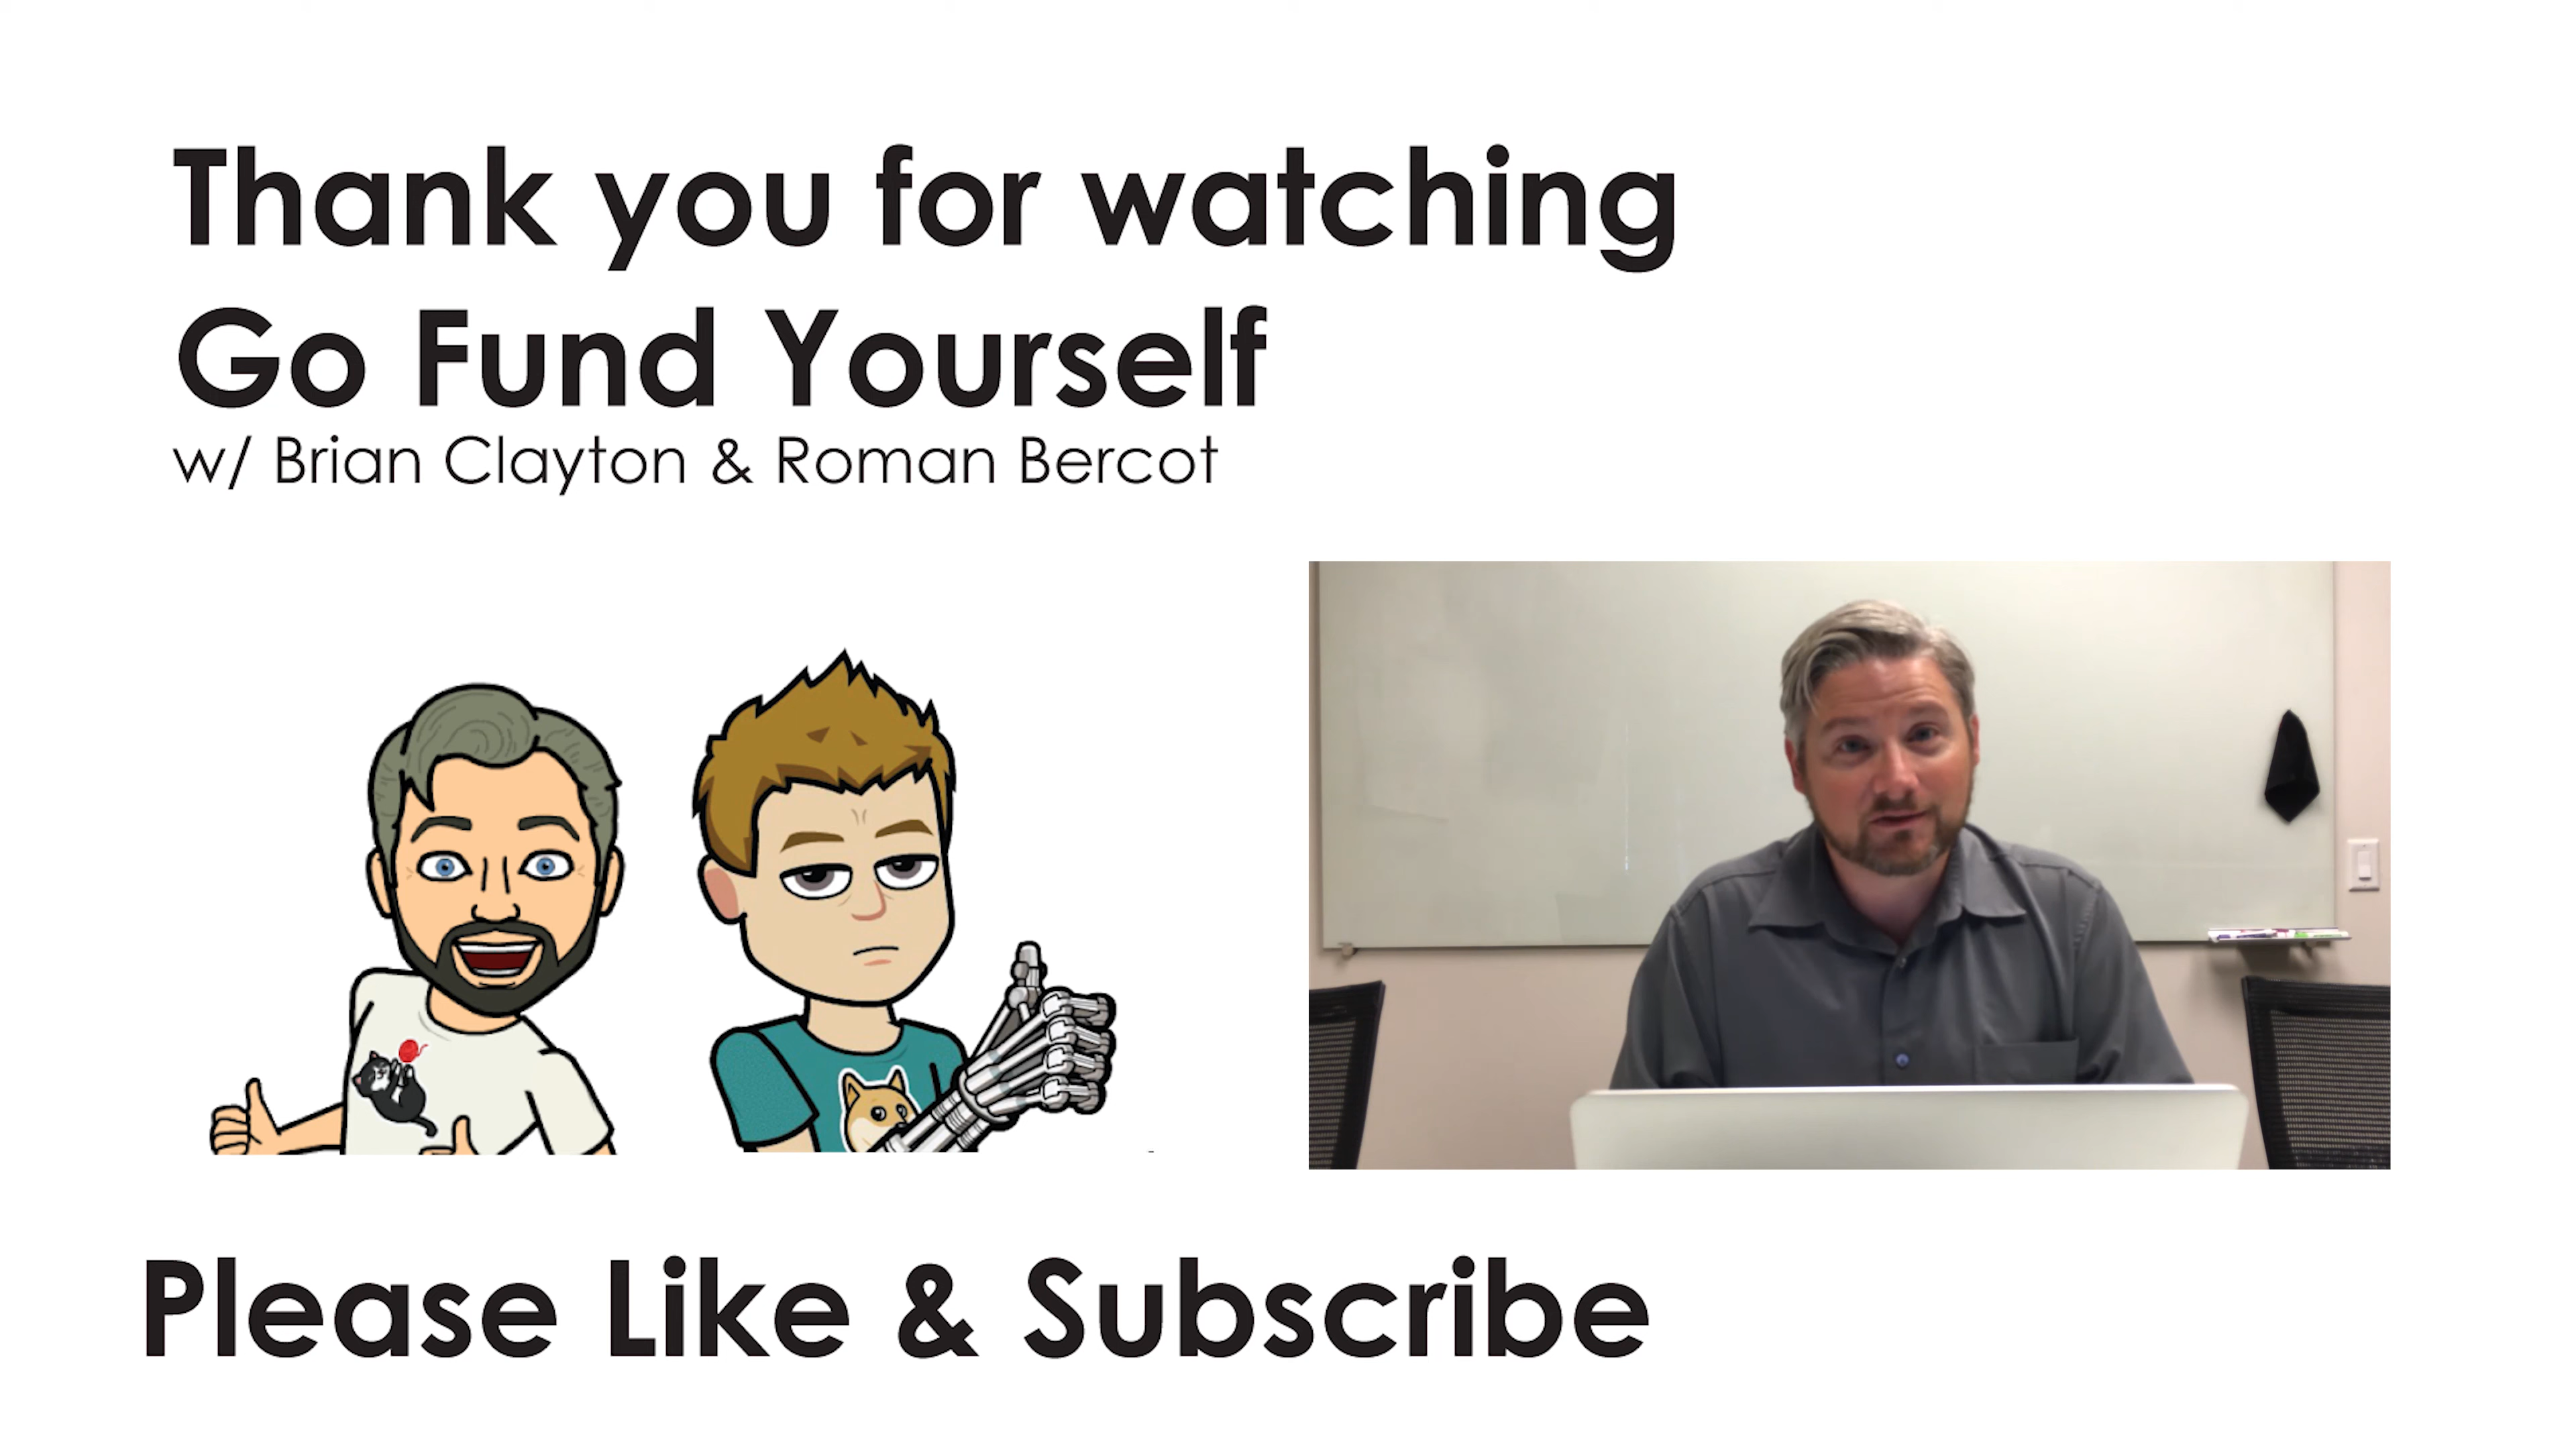 Thank you for watching
Go Fund Yourself
w/ Brian Clayton & Roman Bercot
Please Like & Subscribe